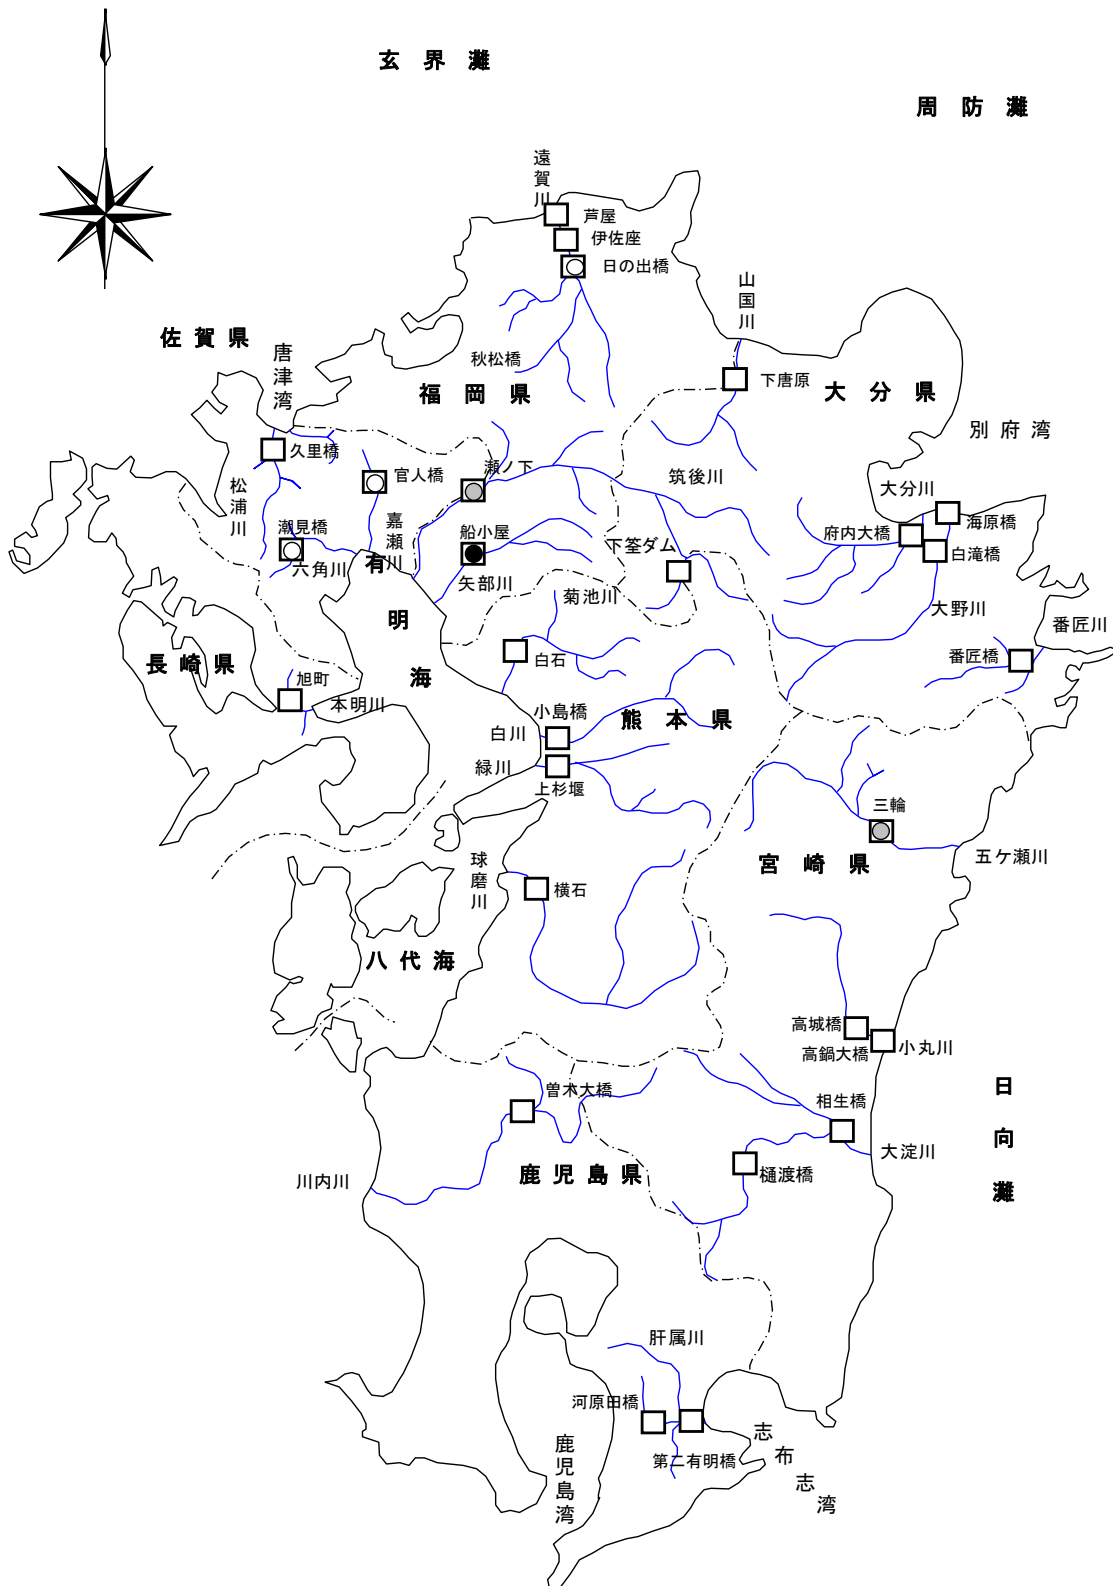 玄界灘
周防灘
遠賀川
芦屋
伊佐座
日の出橋
山国川
佐賀県
唐津湾
秋松橋
福岡県
下唐原
大分県
別府湾
久里橋
官人橋
瀬ノ下
筑後川
松浦川
潮見橋
嘉瀬川
船小屋
下筌ダム
大分川
海原橋
府内大橋
白滝橋
六角川
有明海
矢部川
菊池川
大野川
番匠川
番匠橋
長崎県
旭町
本明川
白石
小島橋
熊本県
白川
緑川
上杉堰
三輪
五ケ瀬川
宮崎県
球磨川
横石
八代海
高城橋
高鍋大橋
小丸川
日向灘
曽木大橋
相生橋
大淀川
川内川
鹿児島県
樋渡橋
肝属川
河原田橋
第二有明橋
志布志湾
鹿児島湾